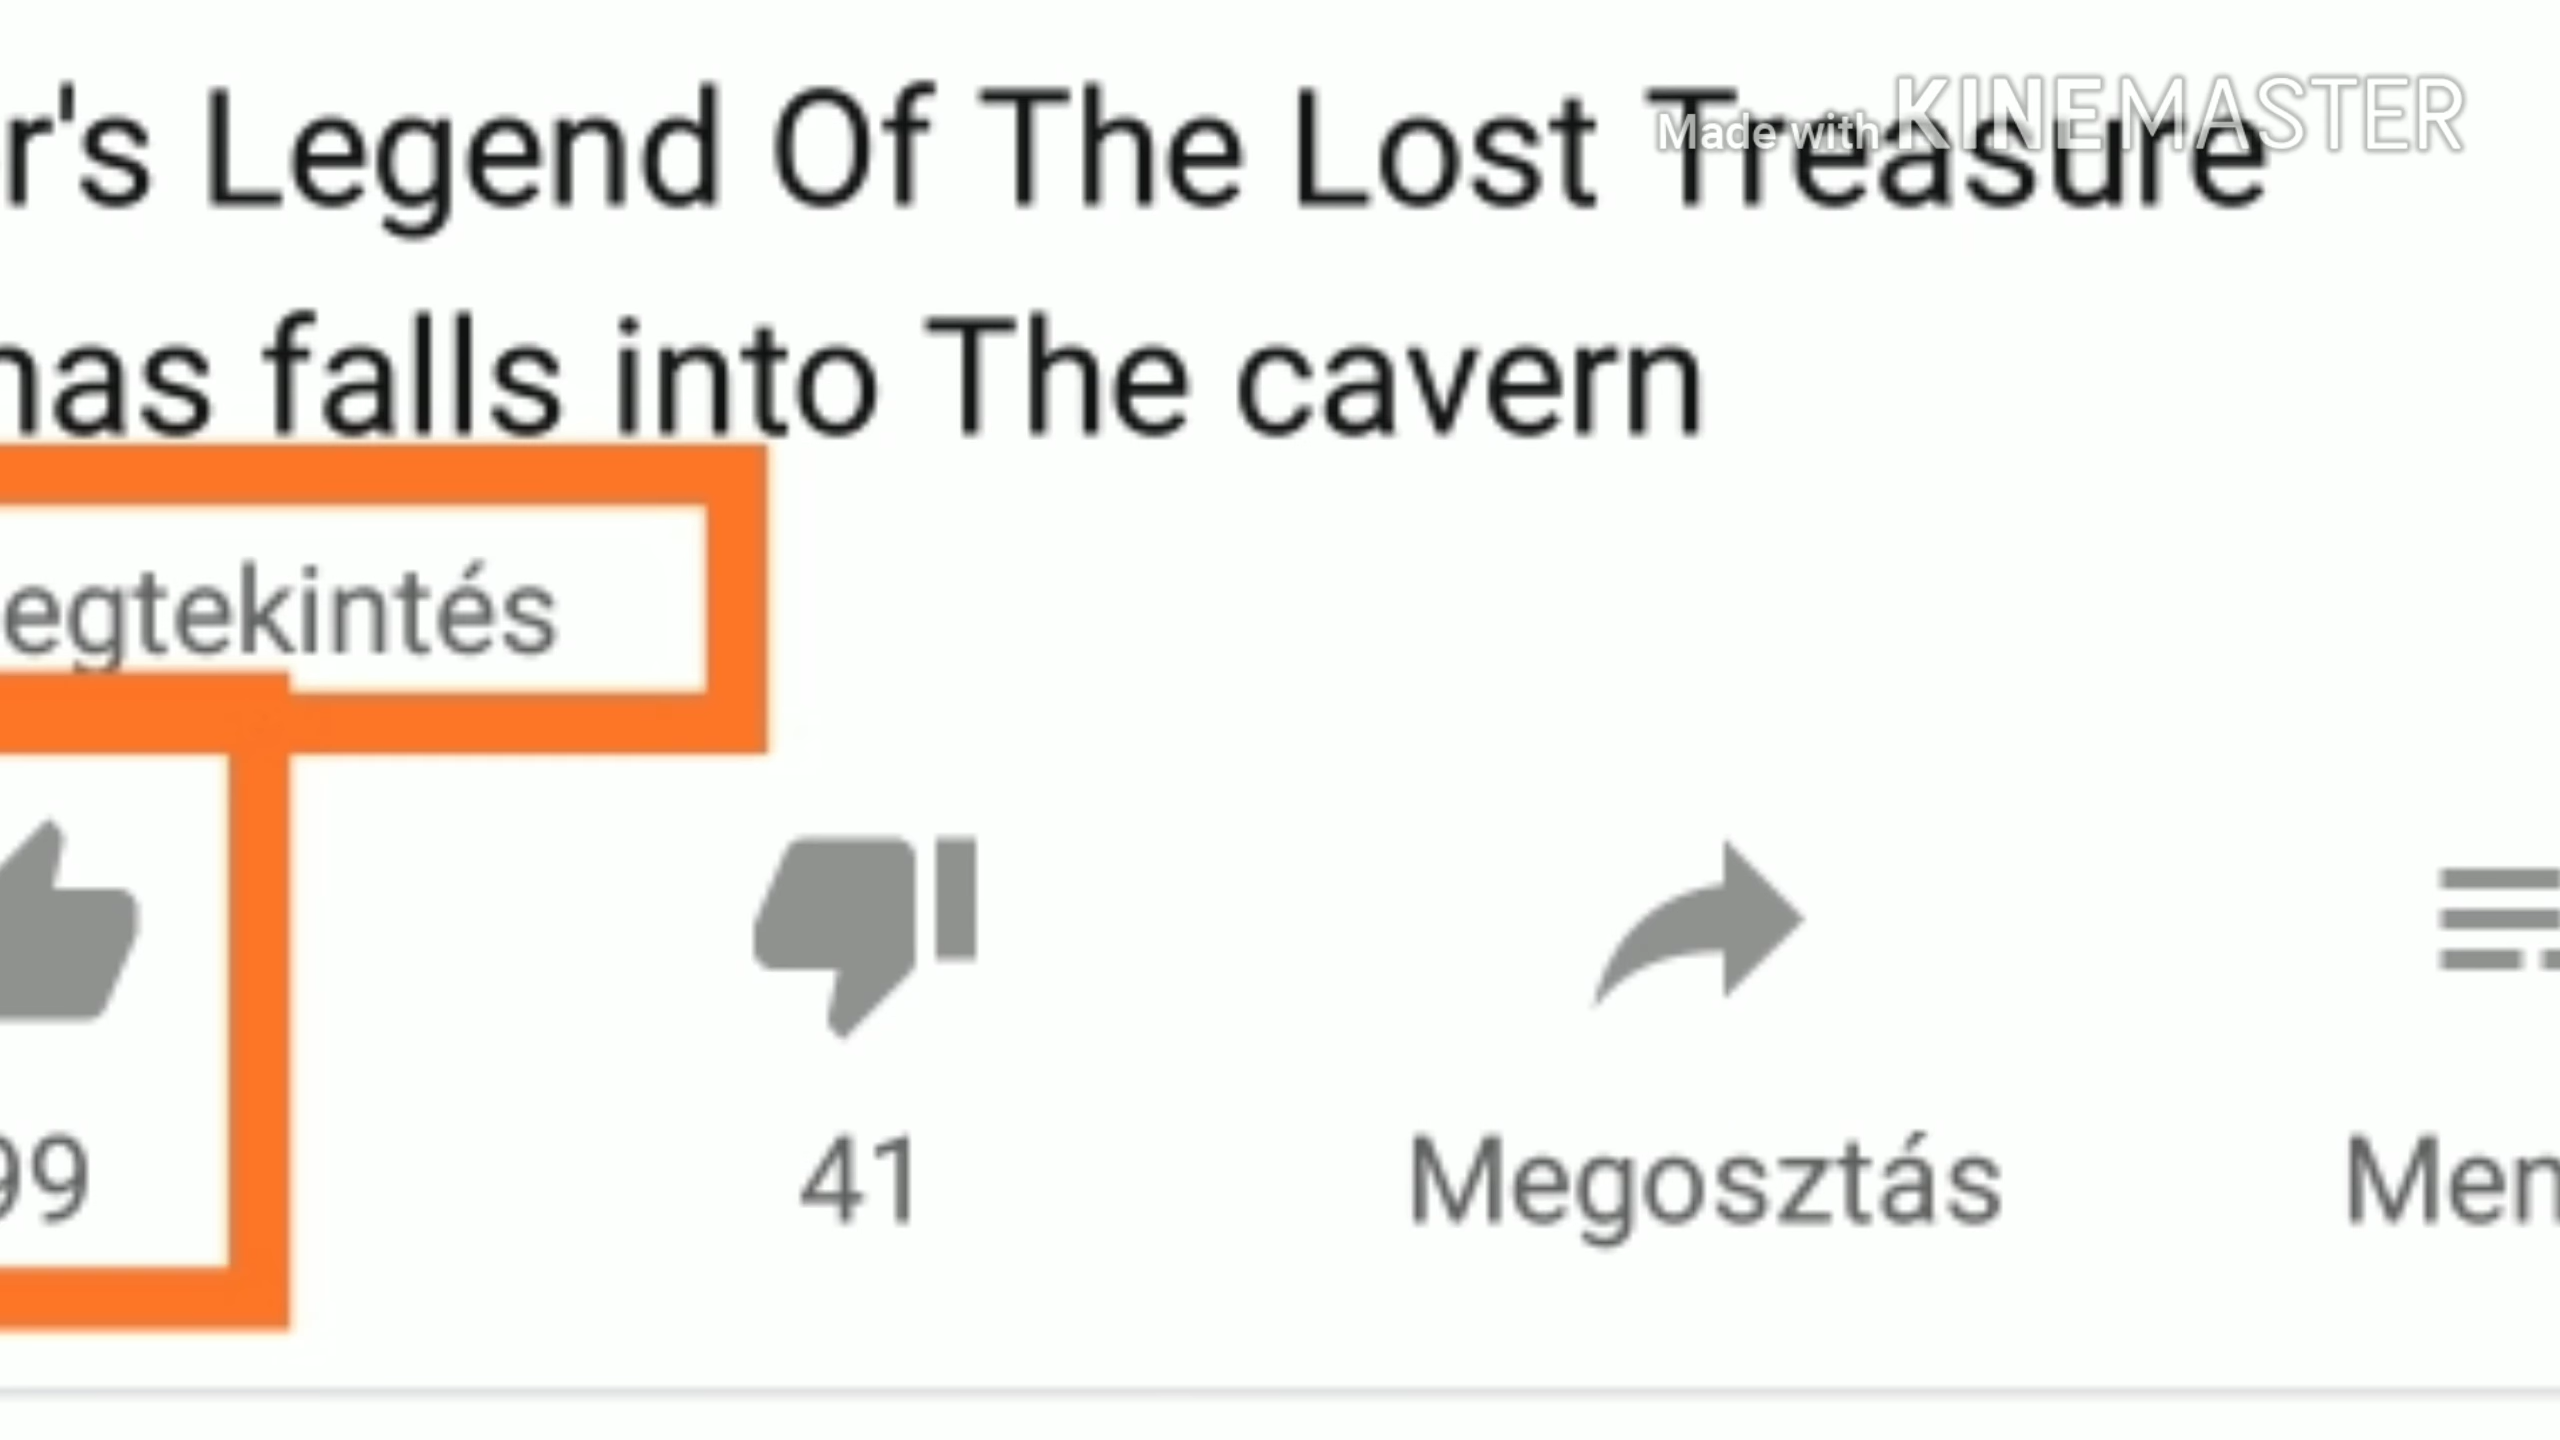 r's Legend Of The Lost Treasure
Made with KINEMASTER
has falls into The cavern
egtekintés
99
41
Megosztás
Men